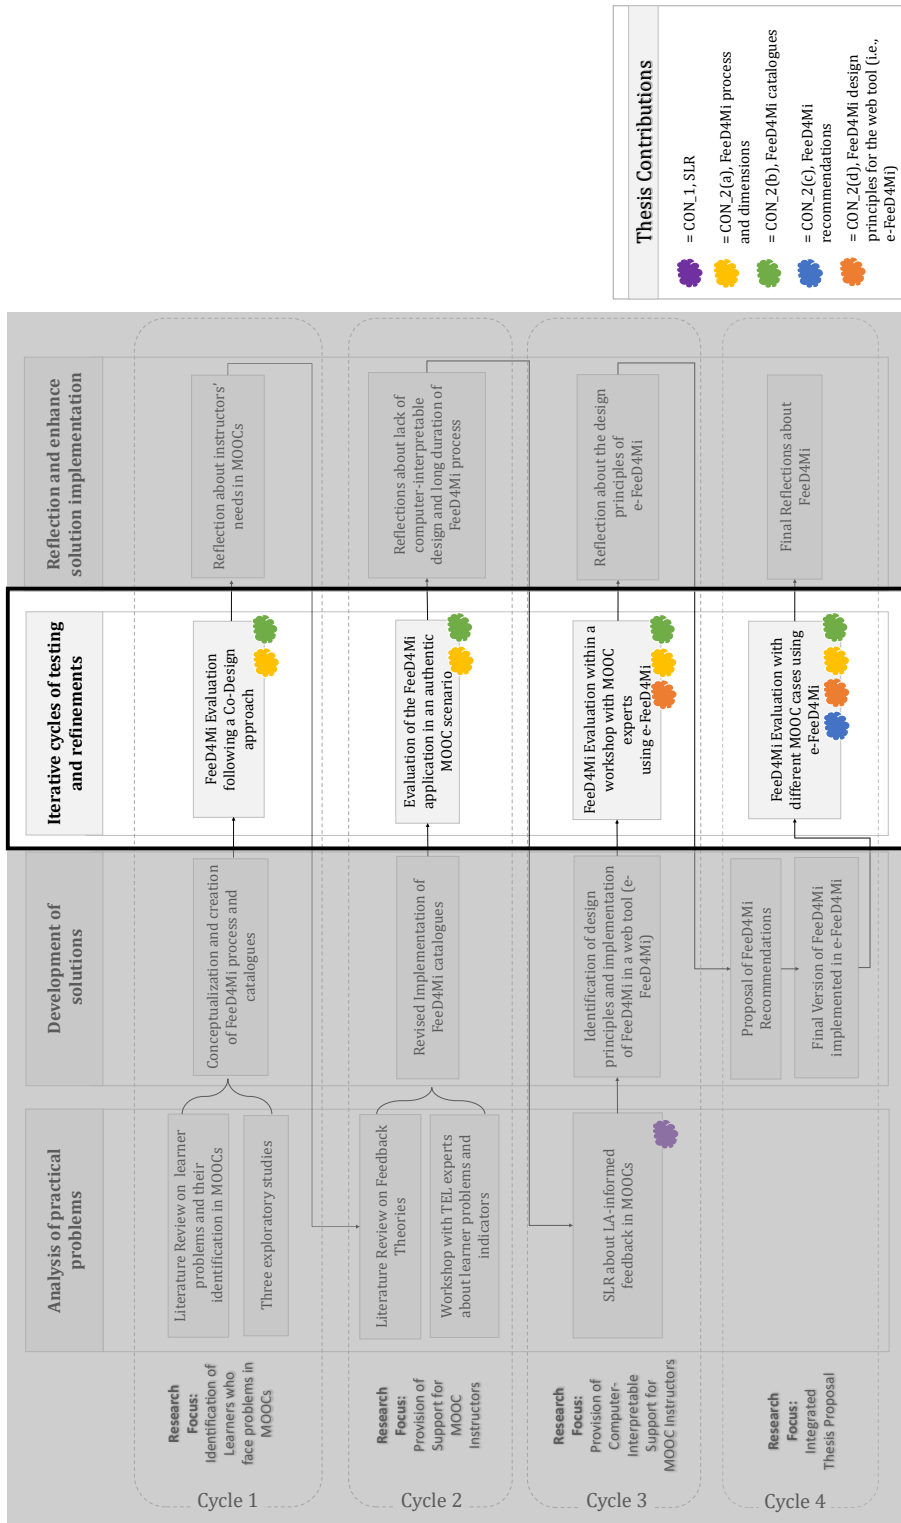 Analysis of practical
problems
Development of
solutions
Iterative cycles of testing
and refinements
Reflection and enhance
solution implementation
Cycle 1
Research
Focus:
Identification of
Learners who
face problems in
MOOCs
Literature Review on learner
problems and their
identification in MOOCs
Three exploratory studies
Conceptualization and creation
of FeeD4Mi process and
catalogues
FeeD4Mi Evaluation
following a Co-Design
approach
Reflection about instructors'
needs in MOOCs
Cycle 2
Research
Focus:
Provision of
Support for
MOOC
Instructors
Literature Review on Feedback
Theories
Workshop with TEL experts
about learner problems and
indicators
Revised Implementation of
FeeD4Mi catalogues
Evaluation of the FeeD4Mi
application in an authentic
MOOC scenario
Reflections about lack of
computer-interpretable
design and long duration of
FeeD4Mi process
Cycle 3
Research
Focus:
Provision of
Computer-
Interpretable
Support for
MOOC Instructors
SLR about LA-informed
feedback in MOOCs
Identification of design
principles and implementation
of FeeD4Mi in a web tool (e-
FeeD4Mi)
FeeD4Mi Evaluation within a
workshop with MOOC
experts
using e-FeeD4Mi
Reflection about the design
principles of
e-FeeD4Mi
Cycle 4
Research
Focus:
Integrated
Thesis Proposal
Proposal of FeeD4Mi
Recommendations
Final Version of FeeD4Mi
implemented in e-FeeD4Mi
FeeD4Mi Evaluation with
different MOOC cases using
e-FeeD4Mi
Final Reflections about
FeeD4Mi
Thesis Contributions
= CON_1, SLR
= CON_2(a), FeeD4Mi process
and dimensions
= CON_2(b), FeeD4Mi catalogues
= CON_2(c), FeeD4Mi
recommendations
= CON_2(d), FeeD4Mi design
principles for the web tool (i.e.,
e-FeeD4Mi)